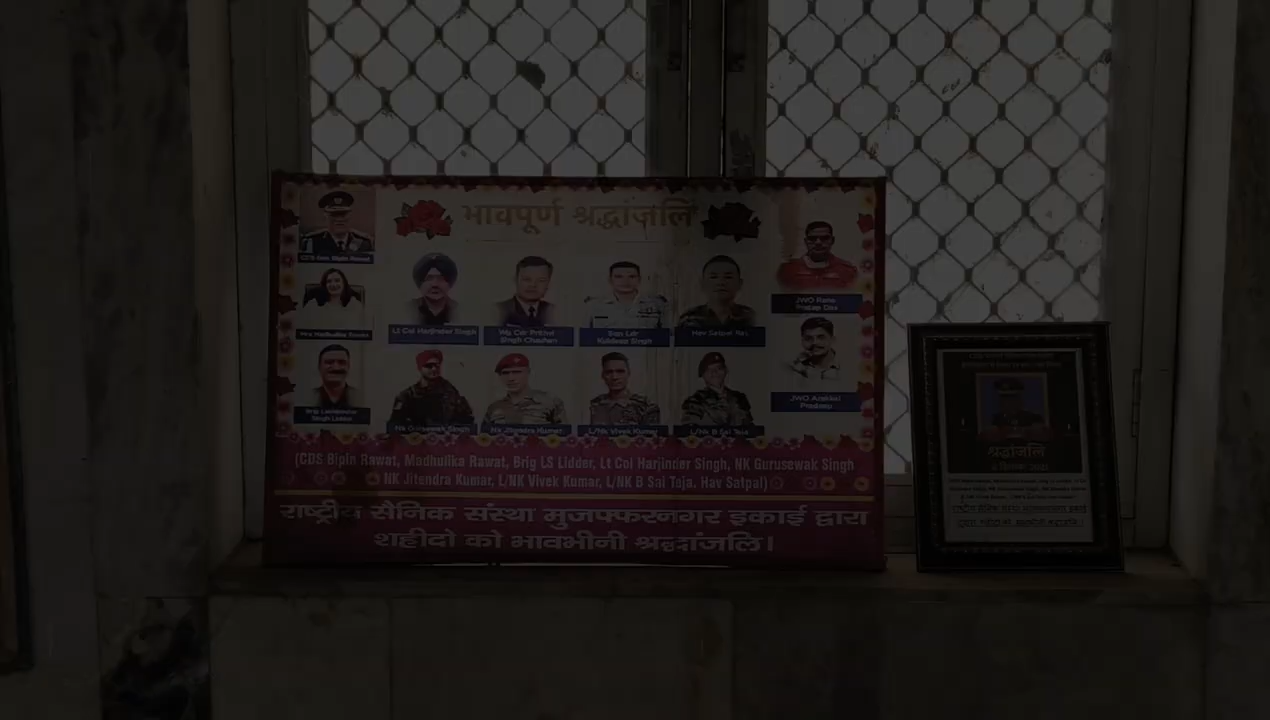 भावपूर्ण श्रद्धांजलि
CDS Gen Bipin Rawat
Mrs Madhulika Rawat
Brig Lakhbinder
Singh Lidder
Lt Col Harjinder Singh
Wg Cdr Prithvi
Singh Chauhan
Sqn Ldr
Kuldeep Singh
Hav Satpal Rai
JWO Rana
Pratap Das
Nk Gurusewak Singh
Nk Jitendra Kumar
L/Nk Vivek Kumar
L/Nk B Sai Teja
JWO Arakkal
Pradeep
(CDS Bipin Rawat, Madhulika Rawat, Brig LS Lidder, Lt Col Harjinder Singh, NK Gurusewak Singh
NK Jitendra Kumar, L/NK Vivek Kumar, L/NK B Sai Teja, Hav Satpal)
राष्ट्रीय सैनिक संस्था मुजफ्फरनगर इकाई द्वारा
शहीदो को भावभीनी श्रद्धांजलि।
श्रद्धांजलि